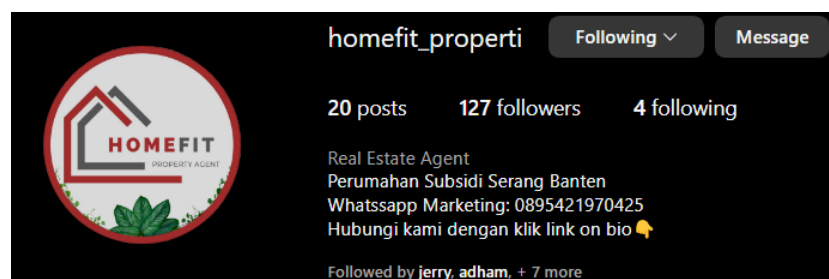 homefit_properti Following Message
20 posts 127 followers 4 following
HOMEFIT
PROPERTY AGENT
Real Estate Agent
Perumahan Subsidi Serang Banten
Whatssapp Marketing: 0895421970425
Hubungi kami dengan klik link on bio👇
Followed by jerry, adham, + 7 more